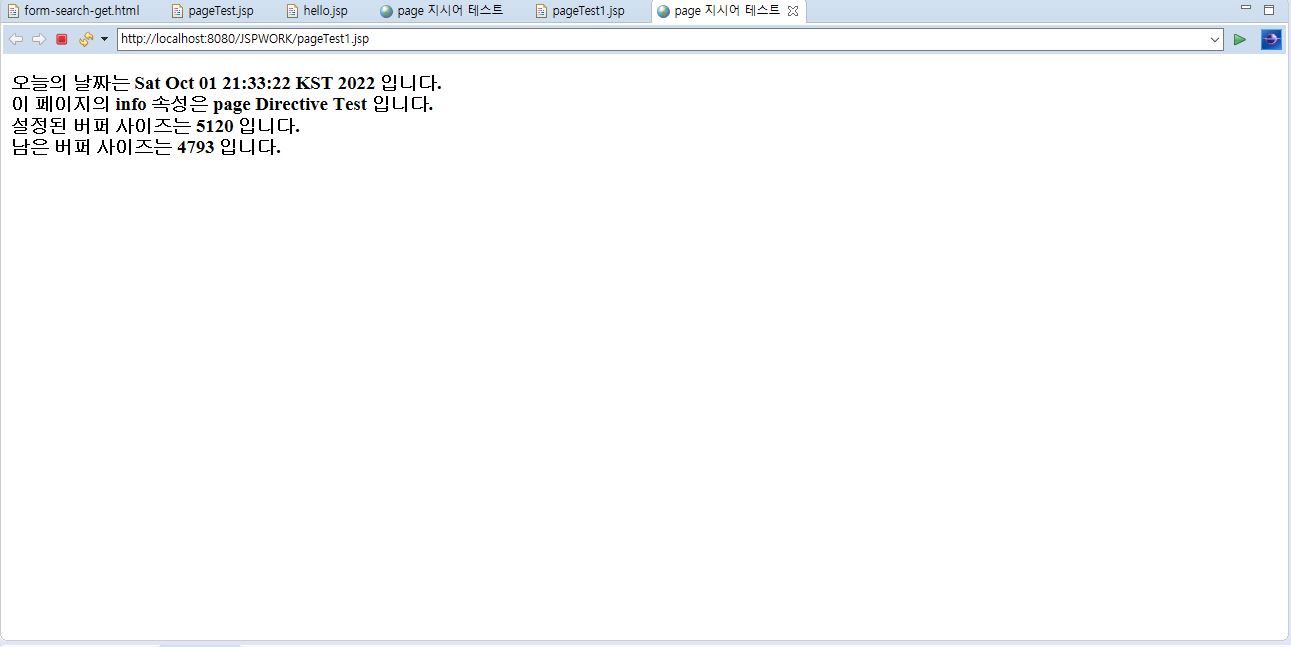 form-search-get.html pageTest.jsp hello.jsp page 지시어 테스트 pageTest1.jsp page 지시어 테스트
http://localhost:8080/JSPWORK/pageTest1.jsp
오늘의 날짜는 Sat Oct 01 21:33:22 KST 2022 입니다.
이 페이지의 info 속성은 page Directive Test 입니다.
설정된 버퍼 사이즈는 5120 입니다.
남은 버퍼 사이즈는 4793 입니다.